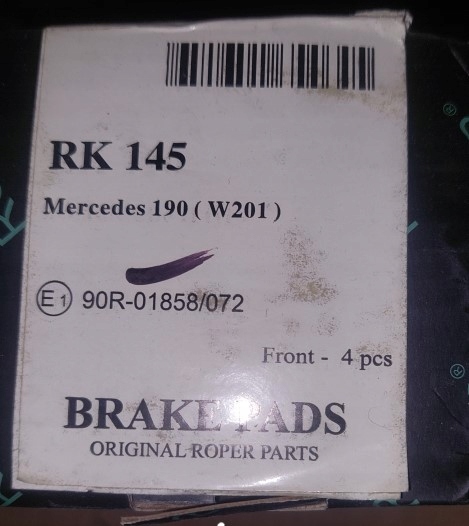 RK 145
Mercedes 190 ( W201 )
E1 90R-01858/072
Front - 4 pcs
BRAKE PADS
ORIGINAL ROPER PARTS